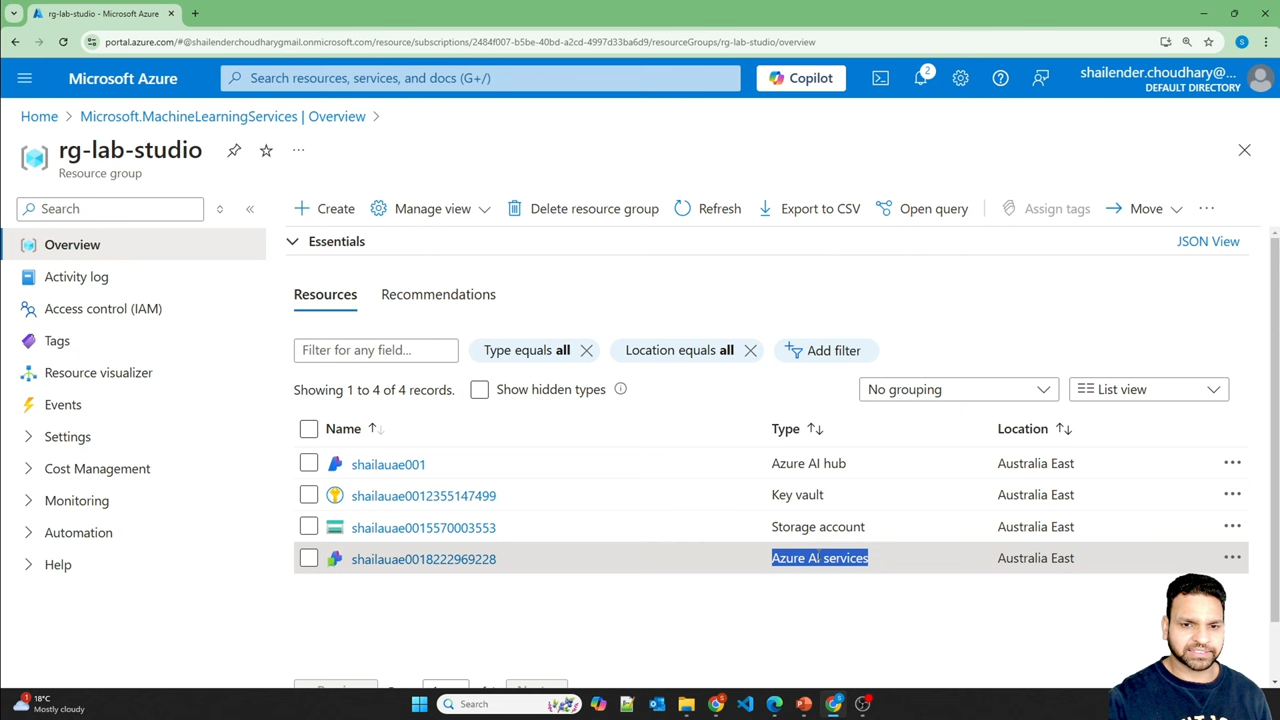 rg-lab-studio - Microsoft Azure
portal.azure.com/#@shailenderchoudharygmail.onmicrosoft.com/resource/subscriptions/2484f007-b5be-40bd-a2cd-4997d33ba6d9/resourceGroups/rg-lab-studio/overview
S
Microsoft Azure
Search resources, services, and docs (G+/)
Copilot
2
shailender.choudhary@...
DEFAULT DIRECTORY
Home > Microsoft.MachineLearningServices | Overview >
rg-lab-studio
Resource group
Search
Create
Manage view
Delete resource group
Refresh
Export to CSV
Open query
Assign tags
Move
Overview
Activity log
Access control (IAM)
Tags
Resource visualizer
Events
Settings
Cost Management
Monitoring
Automation
Help
Essentials
JSON View
Resources
Recommendations
Filter for any field...
Type equals all
Location equals all
Add filter
Showing 1 to 4 of 4 records.
Show hidden types
No grouping
List view
Name Type Location
shailauae001 Azure AI hub Australia East
shailauae0012355147499 Key vault Australia East
shailauae0015570003553 Storage account Australia East
shailauae0018222969228 Azure AI services Australia East
1
18°C
Mostly cloudy
Search